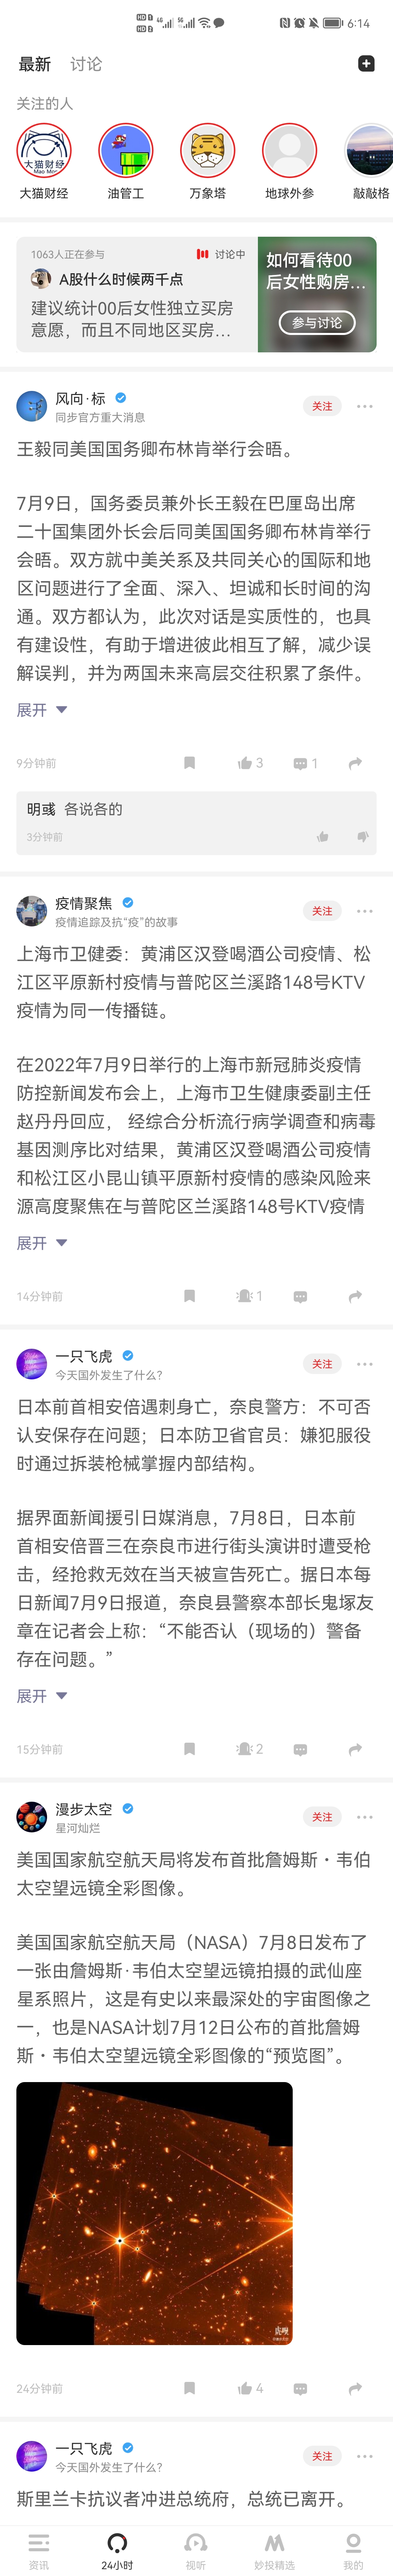 6:14
最新 讨论
关注的人
大猫财经 油管工 万象塔 地球外参 敲敲格
1063人正在参与 讨论中
A股什么时候两千点
建议统计00后女性独立买房
意愿，而且不同地区买房...
如何看待00
后女性购房...
参与讨论
风向·标
同步官方重大消息
关注
王毅同美国国务卿布林肯举行会晤。
7月9日，国务委员兼外长王毅在巴厘岛出席
二十国集团外长会后同美国国务卿布林肯举行
会晤。双方就中美关系及共同关心的国际和地
区问题进行了全面、深入、坦诚和长时间的沟
通。双方都认为，此次对话是实质性的，也具
有建设性，有助于增进彼此相互了解，减少误
解误判，并为两国未来高层交往积累了条件。
展开
9分钟前 3 1
明彧 各说各的
3分钟前
疫情聚焦
疫情追踪及抗“疫”的故事
关注
上海市卫健委：黄浦区汉登喝酒公司疫情、松
江区平原新村疫情与普陀区兰溪路148号KTV
疫情为同一传播链。
在2022年7月9日举行的上海市新冠肺炎疫情
防控新闻发布会上，上海市卫生健康委副主任
赵丹丹回应， 经综合分析流行病学调查和病毒
基因测序比对结果，黄浦区汉登喝酒公司疫情
和松江区小昆山镇平原新村疫情的感染风险来
源高度聚焦在与普陀区兰溪路148号KTV疫情
展开
14分钟前 1
一只飞虎
今天国外发生了什么？
关注
日本前首相安倍遇刺身亡，奈良警方：不可否
认安保存在问题；日本防卫省官员：嫌犯服役
时通过拆装枪械掌握内部结构。
据界面新闻援引日媒消息，7月8日，日本前
首相安倍晋三在奈良市进行街头演讲时遭受枪
击，经抢救无效在当天被宣告死亡。据日本每
日新闻7月9日报道，奈良县警察本部长鬼塚友
章在记者会上称：“不能否认（现场的）警备
存在问题。”
展开
15分钟前 2
漫步太空
星河灿烂
关注
美国国家航空航天局将发布首批詹姆斯·韦伯
太空望远镜全彩图像。
美国国家航空航天局（NASA）7月8日发布了
一张由詹姆斯·韦伯太空望远镜拍摄的武仙座
星系照片，这是有史以来最深处的宇宙图像之
一，也是NASA计划7月12日公布的首批詹姆
斯·韦伯太空望远镜全彩图像的“预览图”。
24分钟前 4
一只飞虎
今天国外发生了什么？
关注
斯里兰卡抗议者冲进总统府，总统已离开。
资讯 24小时 视听 妙投精选 我的